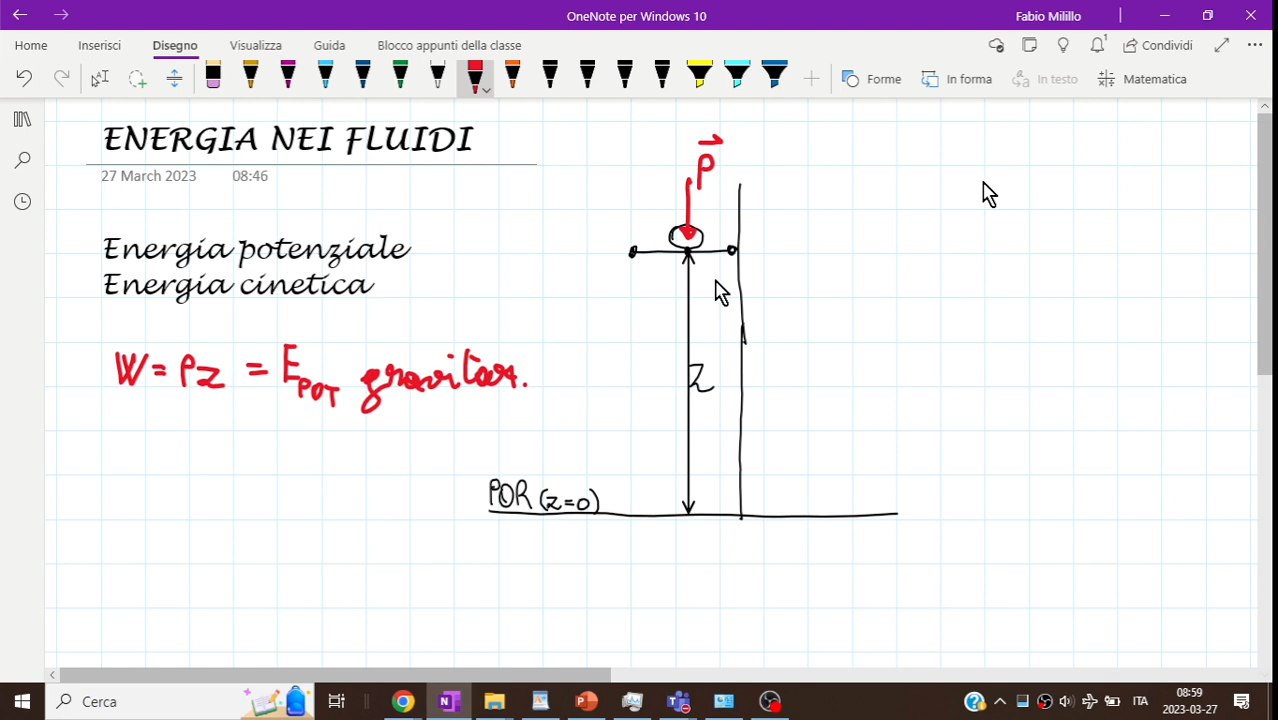 OneNote per Windows 10
Fabio Milillo
Home Inserisci Disegno Visualizza Guida Blocco appunti della classe
Condividi
Forme In forma In testo Matematica
ENERGIA NEI FLUIDI
27 March 2023 08:46
Energia potenziale
Energia cinetica
W = Pz = E POT gravitaz.
P
Z
POR (z=0)
Cerca
ITA
08:59
2023-03-27